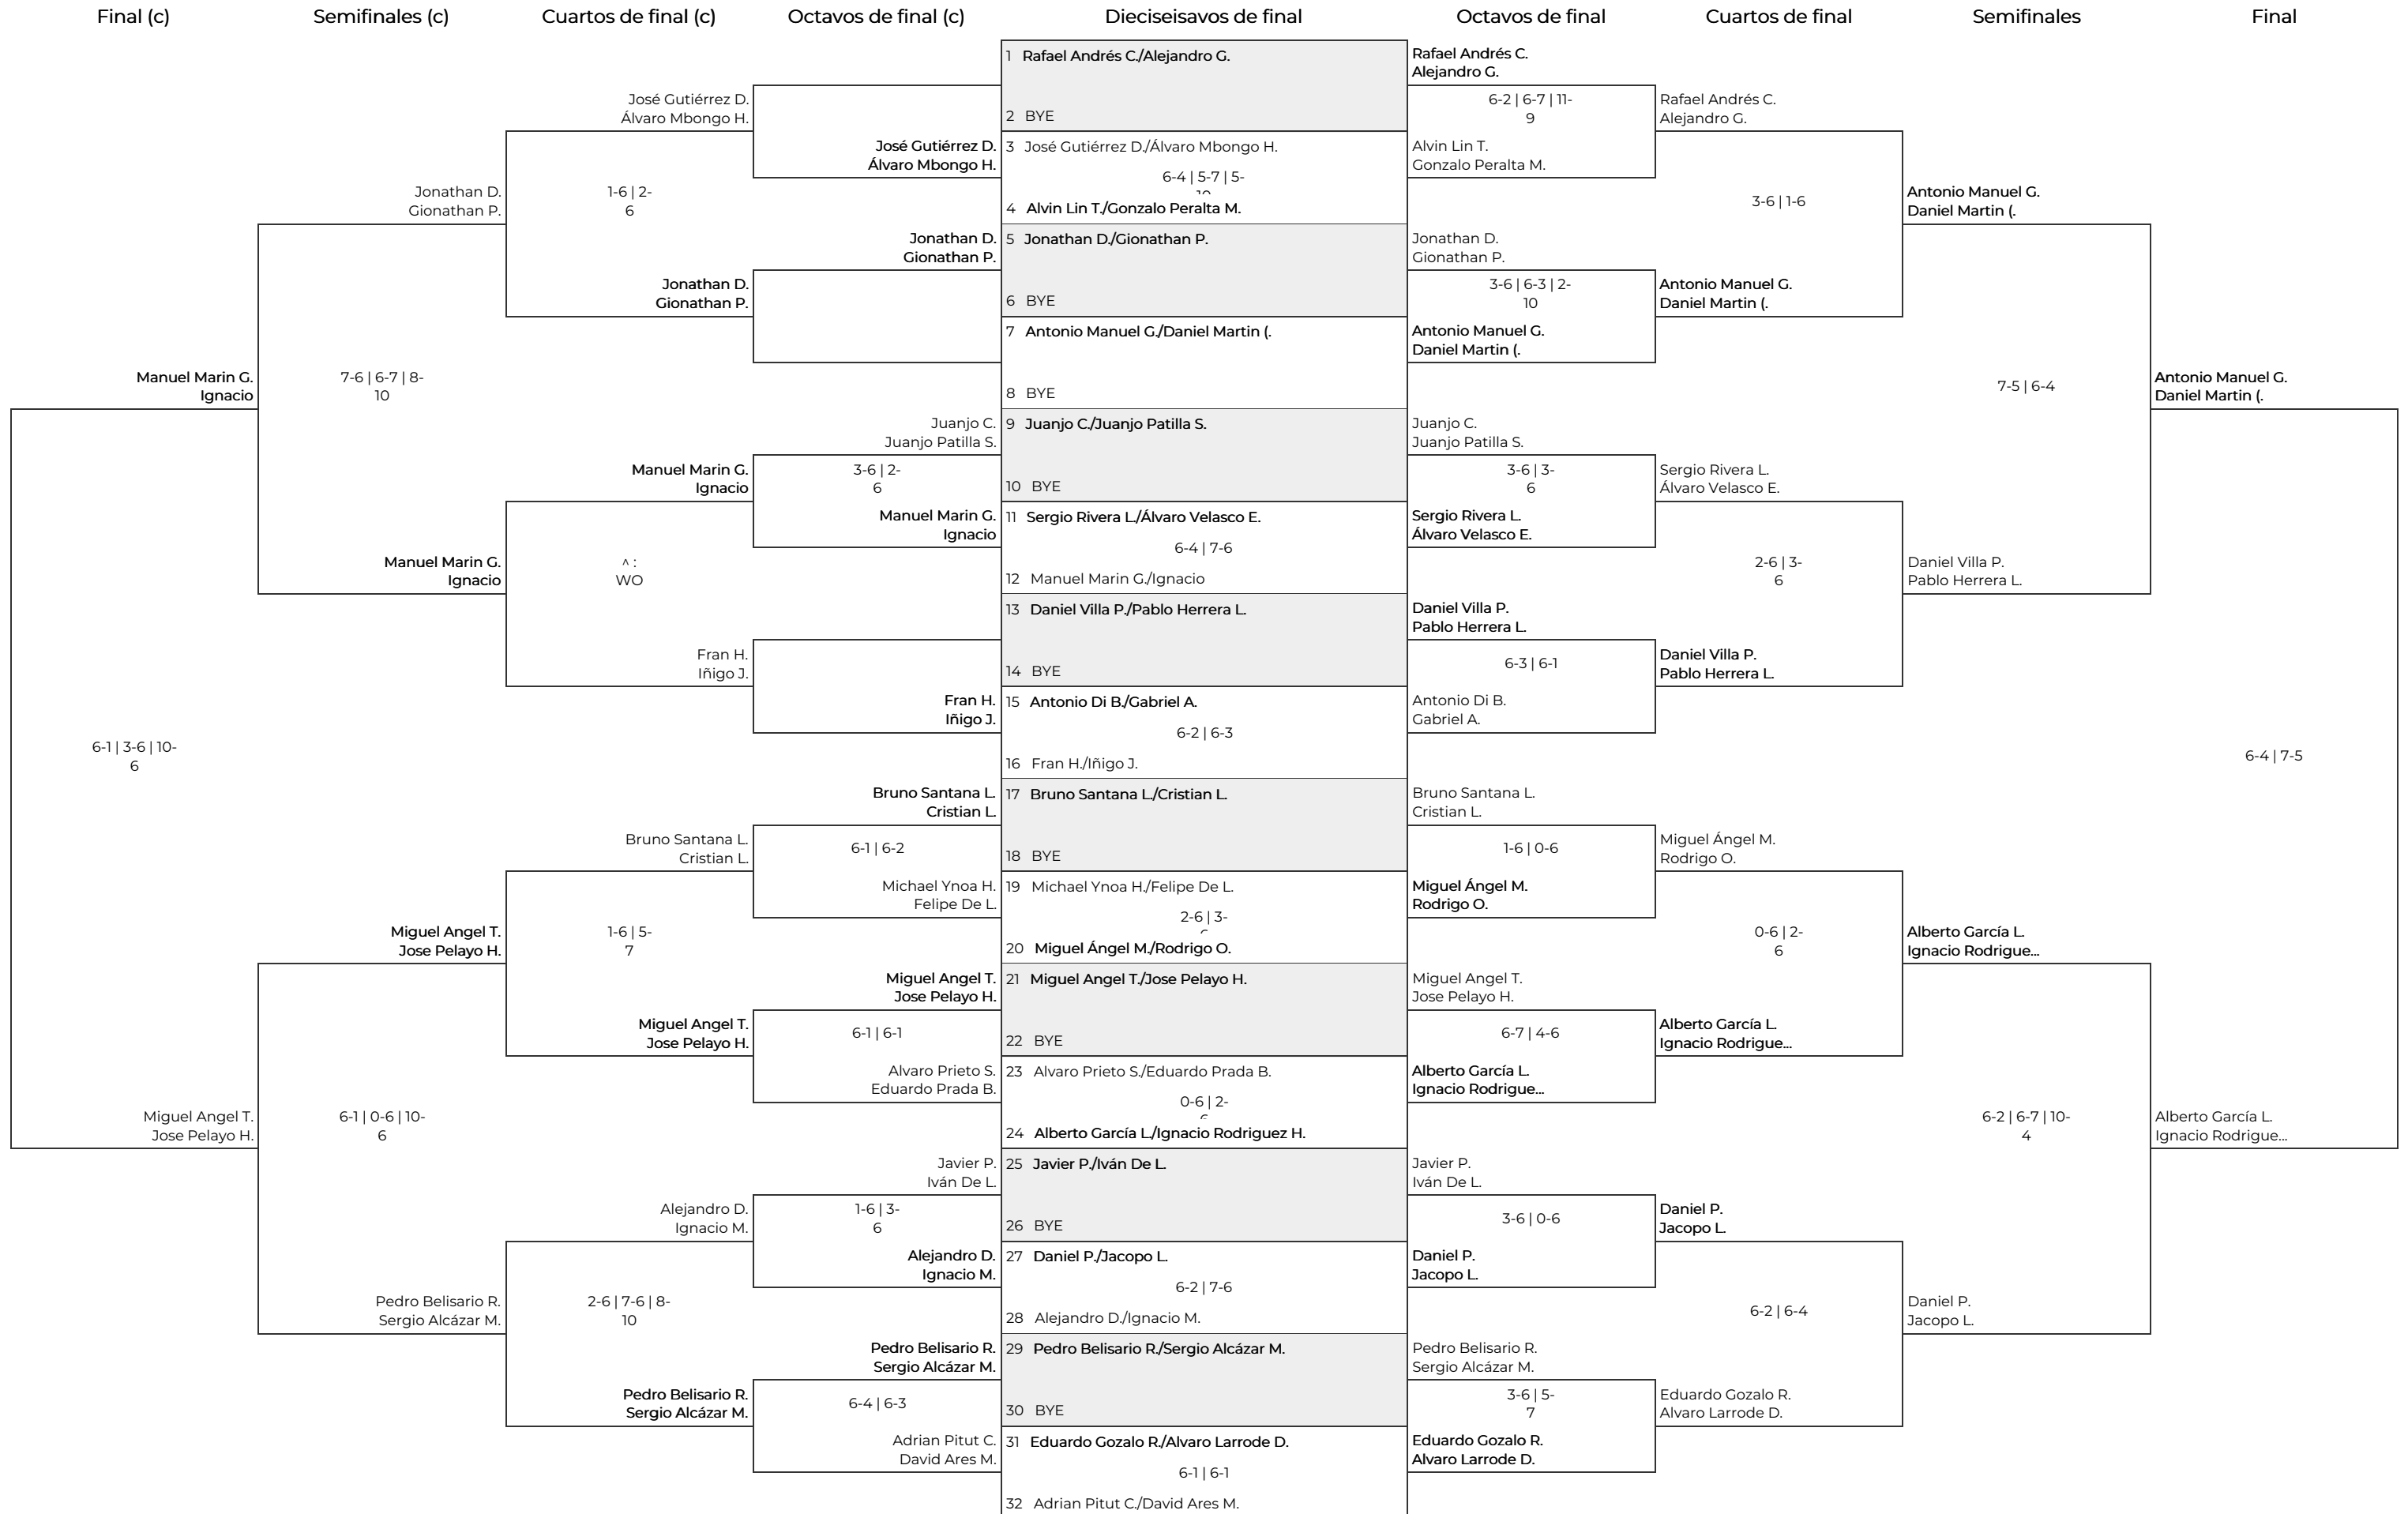 Final (c)
Semifinales (c)
Cuartos de final (c)
Octavos de final (c)
Dieciseisavos de final
Octavos de final
Cuartos de final
Semifinales
Final
Manuel Marin G.
Ignacio
6-1 | 3-6 | 10-
6
Miguel Angel T.
Jose Pelayo H.
Jonathan D.
Gionathan P.
7-6 | 6-7 | 8-
10
Manuel Marin G.
Ignacio
Miguel Angel T.
Jose Pelayo H.
6-1 | 0-6 | 10-
6
Pedro Belisario R.
Sergio Alcázar M.
José Gutiérrez D.
Álvaro Mbongo H.
1-6 | 2-
6
Jonathan D.
Gionathan P.
Manuel Marin G.
Ignacio
^ :
WO
Fran H.
Iñigo J.
Bruno Santana L.
Cristian L.
1-6 | 5-
7
Miguel Angel T.
Jose Pelayo H.
Alejandro D.
Ignacio M.
2-6 | 7-6 | 8-
10
Pedro Belisario R.
Sergio Alcázar M.
José Gutiérrez D.
Álvaro Mbongo H.
Jonathan D.
Gionathan P.
Juanjo C.
Juanjo Patilla S.
3-6 | 2-
6
Manuel Marin G.
Ignacio
Fran H.
Iñigo J.
Bruno Santana L.
Cristian L.
6-1 | 6-2
Michael Ynoa H.
Felipe De L.
Miguel Angel T.
Jose Pelayo H.
6-1 | 6-1
Alvaro Prieto S.
Eduardo Prada B.
Javier P.
Iván De L.
1-6 | 3-
6
Alejandro D.
Ignacio M.
Pedro Belisario R.
Sergio Alcázar M.
6-4 | 6-3
Adrian Pitut C.
David Ares M.
1 Rafael Andrés C./Alejandro G.
2 BYE
3 José Gutiérrez D./Álvaro Mbongo H.
6-4 | 5-7 | 5-
4 Alvin Lin T./Gonzalo Peralta M.
5 Jonathan D./Gionathan P.
6 BYE
7 Antonio Manuel G./Daniel Martin (.
8 BYE
9 Juanjo C./Juanjo Patilla S.
10 BYE
11 Sergio Rivera L./Álvaro Velasco E.
6-4 | 7-6
12 Manuel Marin G./Ignacio
13 Daniel Villa P./Pablo Herrera L.
14 BYE
15 Antonio Di B./Gabriel A.
6-2 | 6-3
16 Fran H./Iñigo J.
17 Bruno Santana L./Cristian L.
18 BYE
19 Michael Ynoa H./Felipe De L.
2-6 | 3-
20 Miguel Ángel M./Rodrigo O.
21 Miguel Angel T./Jose Pelayo H.
22 BYE
23 Alvaro Prieto S./Eduardo Prada B.
0-6 | 2-
24 Alberto García L./Ignacio Rodriguez H.
25 Javier P./Iván De L.
26 BYE
27 Daniel P./Jacopo L.
6-2 | 7-6
28 Alejandro D./Ignacio M.
29 Pedro Belisario R./Sergio Alcázar M.
30 BYE
31 Eduardo Gozalo R./Alvaro Larrode D.
6-1 | 6-1
32 Adrian Pitut C./David Ares M.
Rafael Andrés C.
Alejandro G.
6-2 | 6-7 | 11-
9
Alvin Lin T.
Gonzalo Peralta M.
Jonathan D.
Gionathan P.
3-6 | 6-3 | 2-
10
Antonio Manuel G.
Daniel Martin (.
Juanjo C.
Juanjo Patilla S.
3-6 | 3-
6
Sergio Rivera L.
Álvaro Velasco E.
Daniel Villa P.
Pablo Herrera L.
6-3 | 6-1
Antonio Di B.
Gabriel A.
Bruno Santana L.
Cristian L.
1-6 | 0-6
Miguel Ángel M.
Rodrigo O.
Miguel Angel T.
Jose Pelayo H.
6-7 | 4-6
Alberto García L.
Ignacio Rodrigue...
Javier P.
Iván De L.
3-6 | 0-6
Daniel P.
Jacopo L.
Pedro Belisario R.
Sergio Alcázar M.
3-6 | 5-
7
Eduardo Gozalo R.
Alvaro Larrode D.
Rafael Andrés C.
Alejandro G.
3-6 | 1-6
Antonio Manuel G.
Daniel Martin (.
Sergio Rivera L.
Álvaro Velasco E.
2-6 | 3-
6
Daniel Villa P.
Pablo Herrera L.
Miguel Ángel M.
Rodrigo O.
0-6 | 2-
6
Alberto García L.
Ignacio Rodrigue...
Daniel P.
Jacopo L.
6-2 | 6-4
Eduardo Gozalo R.
Alvaro Larrode D.
Antonio Manuel G.
Daniel Martin (.
7-5 | 6-4
Daniel Villa P.
Pablo Herrera L.
Alberto García L.
Ignacio Rodrigue...
6-2 | 6-7 | 10-
4
Daniel P.
Jacopo L.
Antonio Manuel G.
Daniel Martin (.
6-4 | 7-5
Alberto García L.
Ignacio Rodrigue...